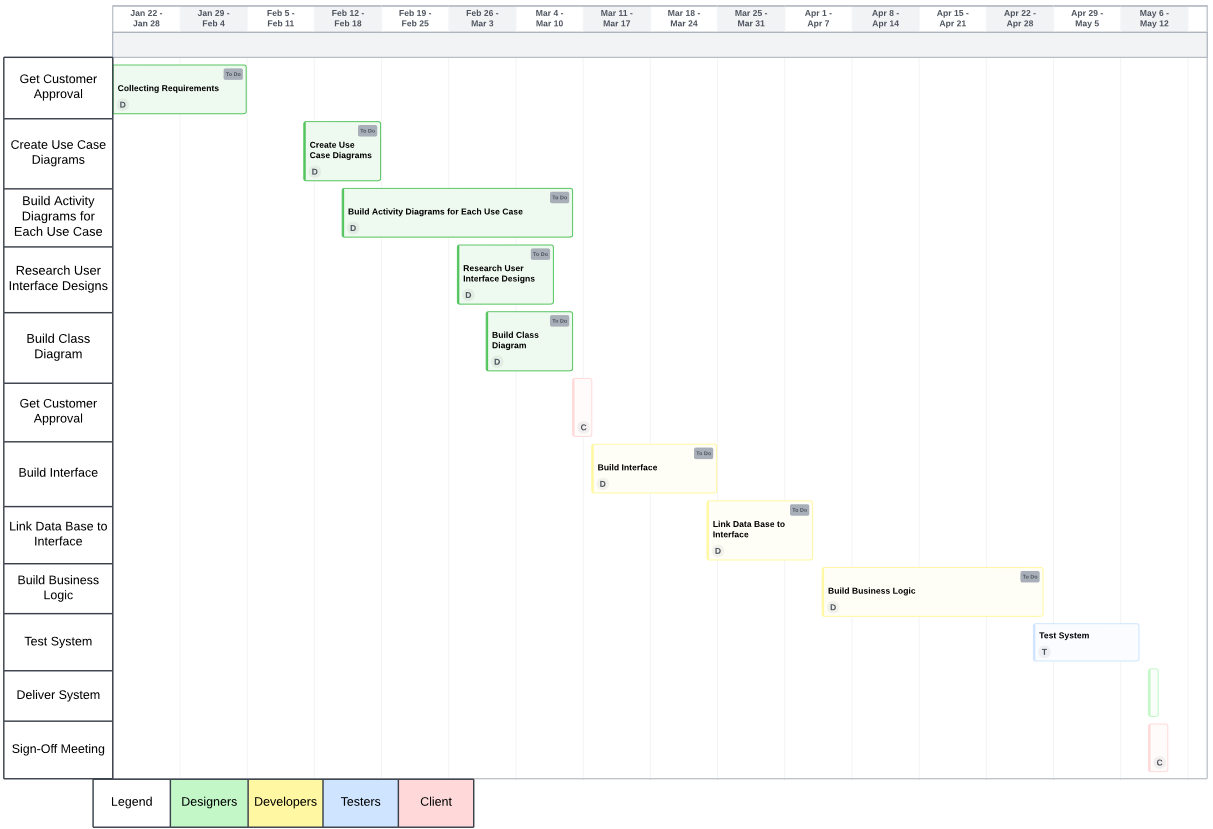 Jan 22 - Jan 28
Jan 29 - Feb 4
Feb 5 - Feb 11
Feb 12 - Feb 18
Feb 19 - Feb 25
Feb 26 - Mar 3
Mar 4 - Mar 10
Mar 11 - Mar 17
Mar 18 - Mar 24
Mar 25 - Mar 31
Apr 1 - Apr 7
Apr 8 - Apr 14
Apr 15 - Apr 21
Apr 22 - Apr 28
Apr 29 - May 5
May 6 - May 12
Get Customer
Approval
To Do
Collecting Requirements
D
Create Use Case
Diagrams
To Do
Create Use
Case Diagrams
D
Build Activity
Diagrams for
Each Use Case
To Do
Build Activity Diagrams for Each Use Case
D
Research User
Interface Designs
To Do
Research User
Interface Designs
D
Build Class
Diagram
To Do
Build Class
Diagram
D
Get Customer
Approval
C
Build Interface
To Do
Build Interface
D
Link Data Base to
Interface
To Do
Link Data Base to
Interface
D
Build Business
Logic
To Do
Build Business Logic
D
Test System
Test System
T
Deliver System
Sign-Off Meeting
C
Legend
Designers
Developers
Testers
Client